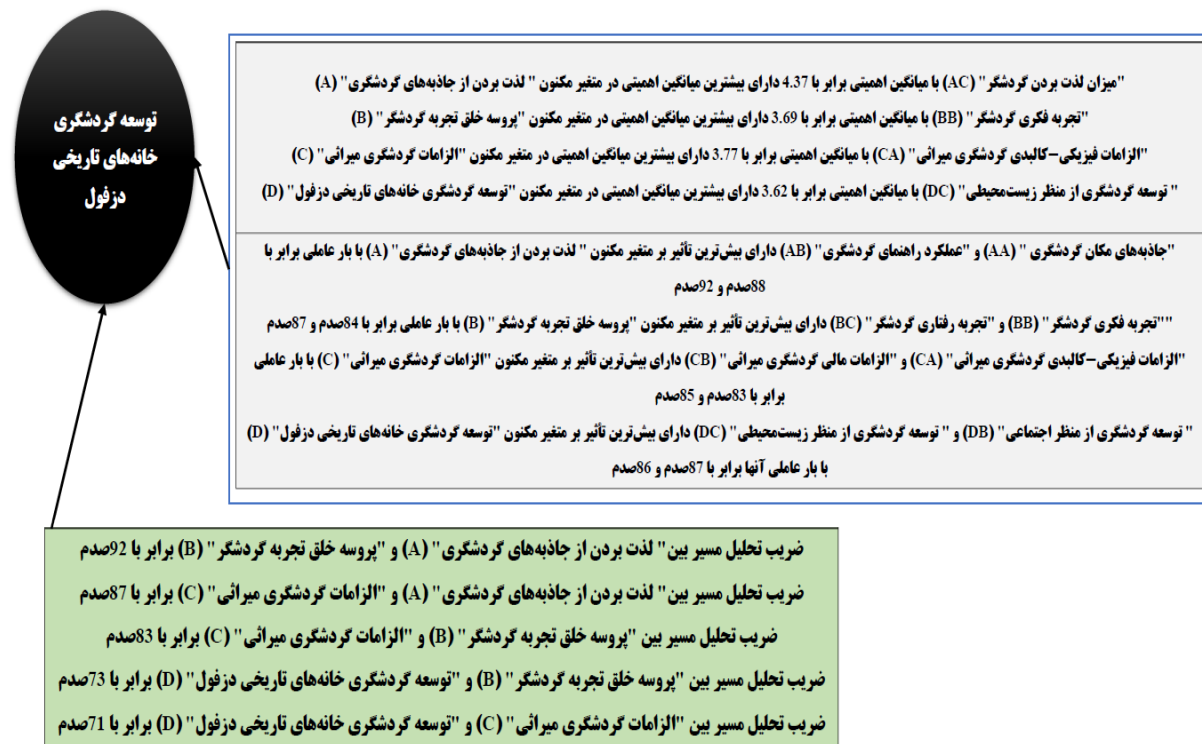 توسعه گردشگری
خانه‌های تاریخی
دزفول
"میزان لذت بردن گردشگر" (AC) با میانگین اهمیتی برابر با 4.37 دارای بیشترین میانگین اهمیتی در متغیر مکنون " لذت بردن از جاذبه‌های گردشگری" (A)
"تجربه فکری گردشگر" (BB) با میانگین اهمیتی برابر با 3.69 دارای بیشترین میانگین اهمیتی در متغیر مکنون "پروسه خلق تجربه گردشگر" (B)
"الزامات فیزیکی–کالبدی گردشگری میراثی" (CA) با میانگین اهمیتی برابر با 3.77 دارای بیشترین میانگین اهمیتی در متغیر مکنون "الزامات گردشگری میراثی" (C)
" توسعه گردشگری از منظر زیست‌محیطی" (DC) با میانگین اهمیتی برابر با 3.62 دارای بیشترین میانگین اهمیتی در متغیر مکنون "توسعه گردشگری خانه‌های تاریخی دزفول" (D)
"جاذبه‌های مکان گردشگری " (AA) و "عملکرد راهنمای گردشگری" (AB) دارای بیش‌ترین تأثیر بر متغیر مکنون " لذت بردن از جاذبه‌های گردشگری" (A) با بار عاملی برابر با
88صدم و 92صدم
""تجربه فکری گردشگر" (BB) و "تجربه رفتاری گردشگر" (BC) دارای بیش‌ترین تأثیر بر متغیر مکنون "پروسه خلق تجربه گردشگر" (B) با بار عاملی برابر با 84صدم و 87صدم
"الزامات فیزیکی–کالبدی گردشگری میراثی" (CA) و "الزامات مالی گردشگری میراثی" (CB) دارای بیش‌ترین تأثیر بر متغیر مکنون "الزامات گردشگری میراثی" (C) با بار عاملی
برابر با 83صدم و 85صدم
" توسعه گردشگری از منظر اجتماعی" (DB) و " توسعه گردشگری از منظر زیست‌محیطی" (DC) دارای بیش‌ترین تأثیر بر متغیر مکنون "توسعه گردشگری خانه‌های تاریخی دزفول" (D)
با بار عاملی آنها برابر با 87صدم و 86صدم
ضریب تحلیل مسیر بین" لذت بردن از جاذبه‌های گردشگری" (A) و "پروسه خلق تجربه گردشگر" (B) برابر با 92صدم
ضریب تحلیل مسیر بین" لذت بردن از جاذبه‌های گردشگری" (A) و "الزامات گردشگری میراثی" (C) برابر با 87صدم
ضریب تحلیل مسیر بین "پروسه خلق تجربه گردشگر" (B) و "الزامات گردشگری میراثی" (C) برابر با 83صدم
ضریب تحلیل مسیر بین "پروسه خلق تجربه گردشگر" (B) و "توسعه گردشگری خانه‌های تاریخی دزفول" (D) برابر با 73صدم
ضریب تحلیل مسیر بین "الزامات گردشگری میراثی" (C) و "توسعه گردشگری خانه‌های تاریخی دزفول" (D) برابر با 71صدم